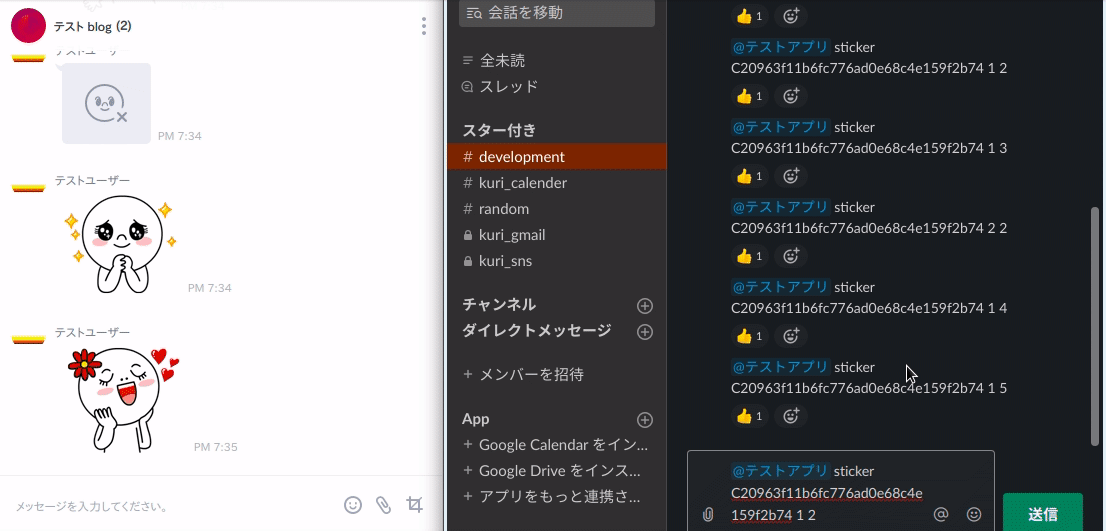 テスト blog (2)
テストユーザー
PM 7:34
テストユーザー
PM 7:34
テストユーザー
PM 7:35
メッセージを入力してください。
会話を移動
全未読
スレッド
スター付き
# development
# kuri_calender
# random
kuri_gmail
kuri_sns
チャンネル
ダイレクトメッセージ
+ メンバーを招待
App
+ Google Calendar をイン...
+ Google Drive をインス...
+ アプリをもっと連携さ...
1
@テストアプリ sticker
C20963f11b6fc776ad0e68c4e159f2b74 1 2
1
@テストアプリ sticker
C20963f11b6fc776ad0e68c4e159f2b74 1 3
1
@テストアプリ sticker
C20963f11b6fc776ad0e68c4e159f2b74 2 2
1
@テストアプリ sticker
C20963f11b6fc776ad0e68c4e159f2b74 1 4
1
@テストアプリ sticker
C20963f11b6fc776ad0e68c4e159f2b74 1 5
1
@テストアプリ sticker
C20963f11b6fc776ad0e68c4e
159f2b74 1 2
送信